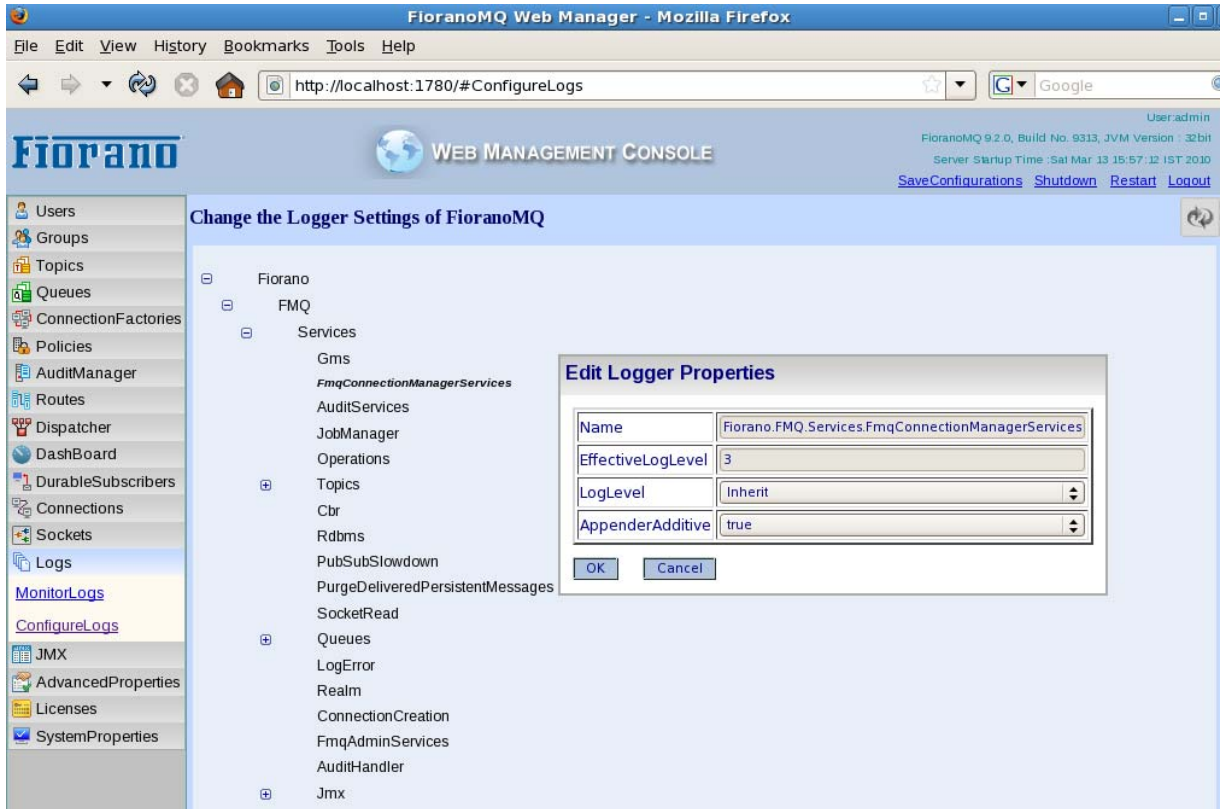 FioranoMQ Web Manager - Mozilla Firefox
File Edit View History Bookmarks Tools Help
http://localhost:1780/#ConfigureLogs
G Google
Fiorano
WEB MANAGEMENT CONSOLE
User:admin
FioranoMQ 9.2.0, Build No. 9313, JVM Version : 32bit
Server Startup Time :Sat Mar 13 15:57:12 IST 2010
SaveConfigurations Shutdown Restart Logout
Users
Groups
Topics
Queues
ConnectionFactories
Policies
AuditManager
Routes
Dispatcher
DashBoard
DurableSubscribers
Connections
Sockets
Logs
MonitorLogs
ConfigureLogs
JMX
AdvancedProperties
Licenses
SystemProperties
Change the Logger Settings of FioranoMQ
Fiorano
FMQ
Services
Gms
FmqConnectionManagerServices
AuditServices
JobManager
Operations
Topics
Cbr
Rdbms
PubSubSlowdown
PurgeDeliveredPersistentMessages
SocketRead
Queues
LogError
Realm
ConnectionCreation
FmqAdminServices
AuditHandler
Jmx
Edit Logger Properties
Name Fiorano.FMQ.Services.FmqConnectionManagerServices
EffectiveLogLevel 3
LogLevel Inherit
AppenderAdditive true
OK Cancel